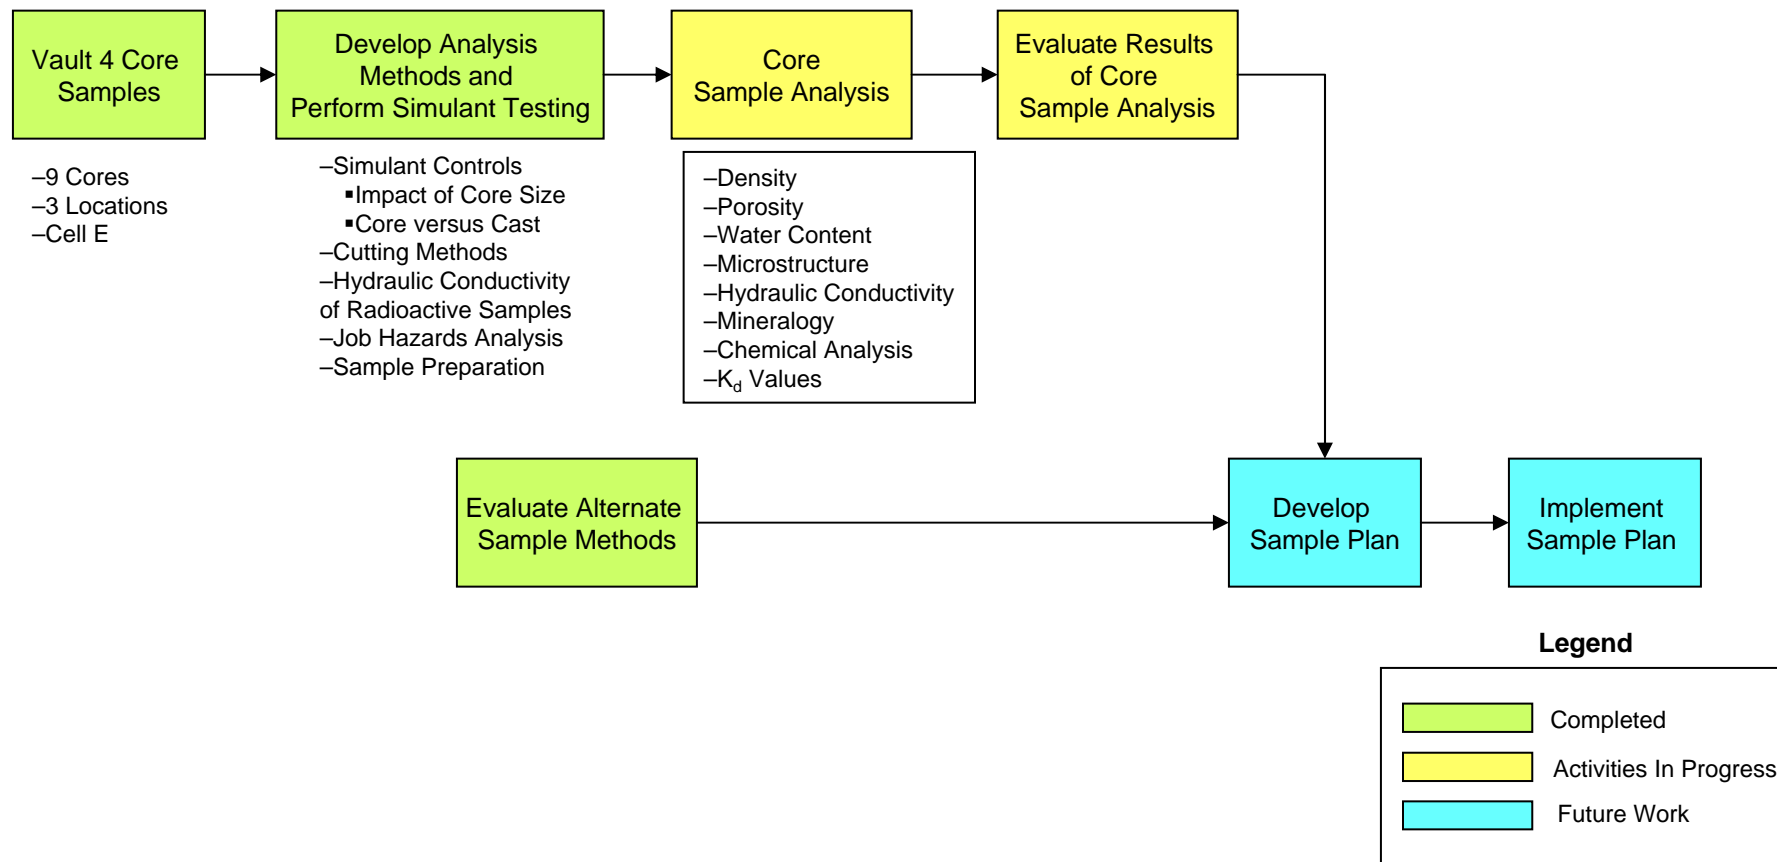 Vault 4 Core
Samples
Develop Analysis
Methods and
Perform Simulant Testing
Core
Sample Analysis
Evaluate Results
of Core
Sample Analysis
–9 Cores
–3 Locations
–Cell E
–Simulant Controls
▪Impact of Core Size
▪Core versus Cast
–Cutting Methods
–Hydraulic Conductivity
of Radioactive Samples
–Job Hazards Analysis
–Sample Preparation
–Density
–Porosity
–Water Content
–Microstructure
–Hydraulic Conductivity
–Mineralogy
–Chemical Analysis
–Kd Values
Evaluate Alternate
Sample Methods
Develop
Sample Plan
Implement
Sample Plan
Legend
Completed
Activities In Progress
Future Work